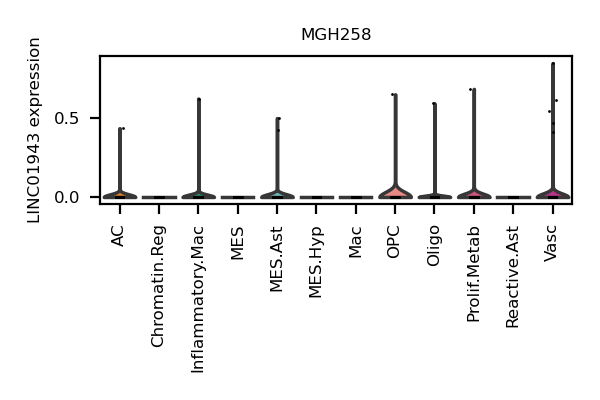 MGH258
LINC01943 expression
0.5
0.0
AC
Chromatin.Reg
Inflammatory.Mac
MES
MES.Ast
MES.Hyp
Mac
OPC
Oligo
Prolif.Metab
Reactive.Ast
Vasc